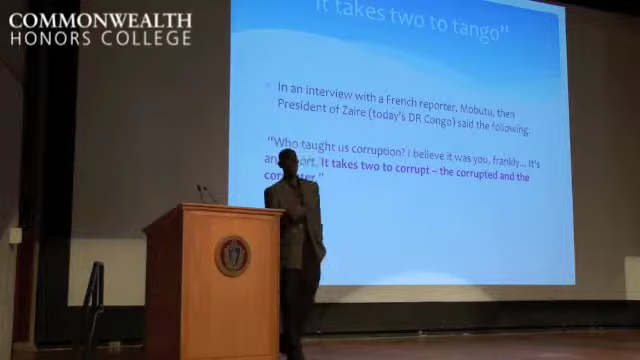 COMMONWEALTH
HONORS COLLEGE
It takes two to tango"
In an interview with a French reporter, Mobutu, then
President of Zaire (today's DR Congo) said the following:
"Who taught us corruption? I believe it was you, frankly... It's
an port. It takes two to corrupt – the corrupted and the
."